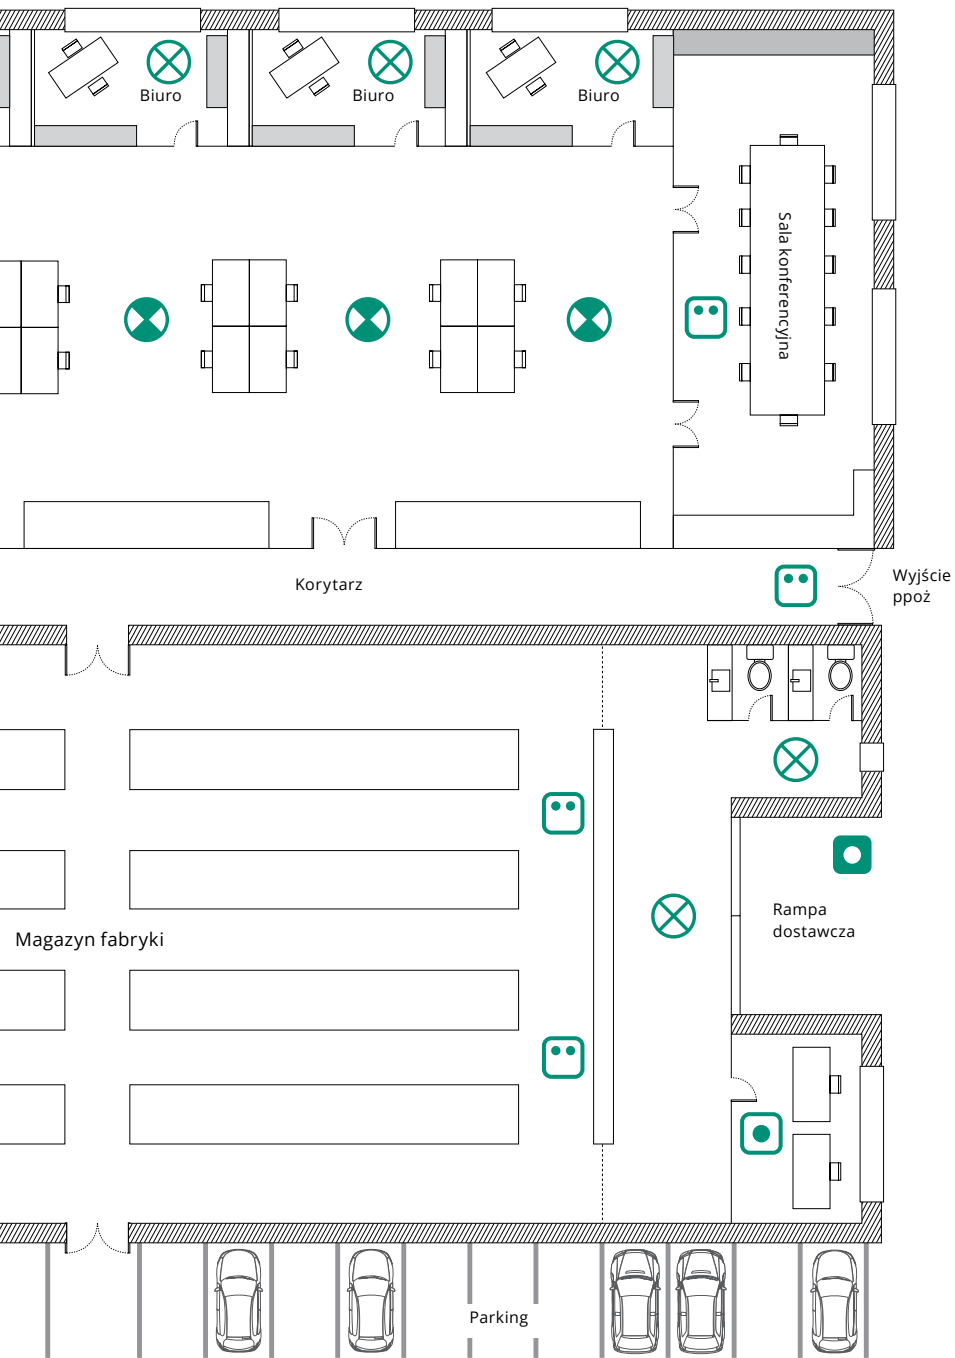 Biuro
Biuro
Biuro
Sala konferencyjna
Korytarz
Wyjście
ppoż
Magazyn fabryki
Rampa
dostawcza
Parking